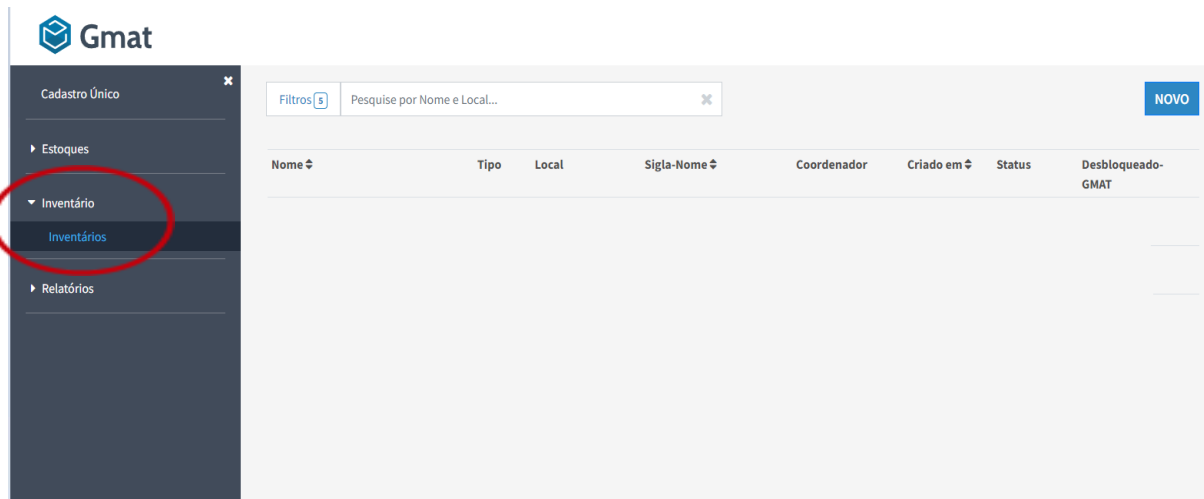 Gmat
Cadastro Único
Estoques
Inventário
Inventários
Relatórios
Filtros 5 Pesquise por Nome e Local...
NOVO
Nome Tipo Local Sigla-Nome Coordenador Criado em Status Desbloqueado-
GMAT